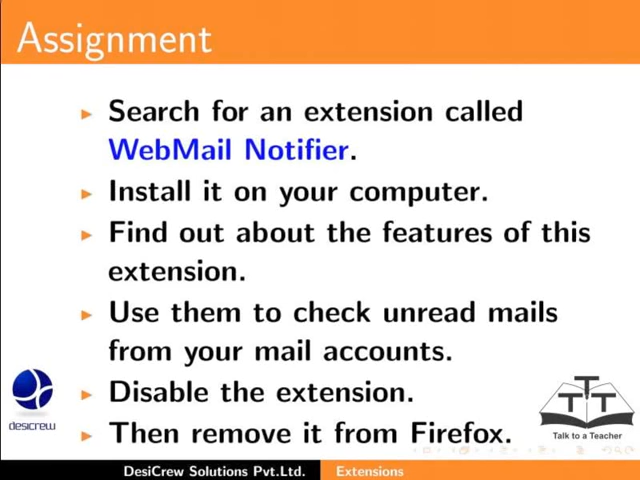 Assignment
Search for an extension called
WebMail Notifier.
Install it on your computer.
Find out about the features of this
extension.
Use them to check unread mails
from your mail accounts.
Disable the extension.
Then remove it from Firefox.
desicrew
TTT
Talk to a Teacher
DesiCrew Solutions Pvt.Ltd.
Extensions